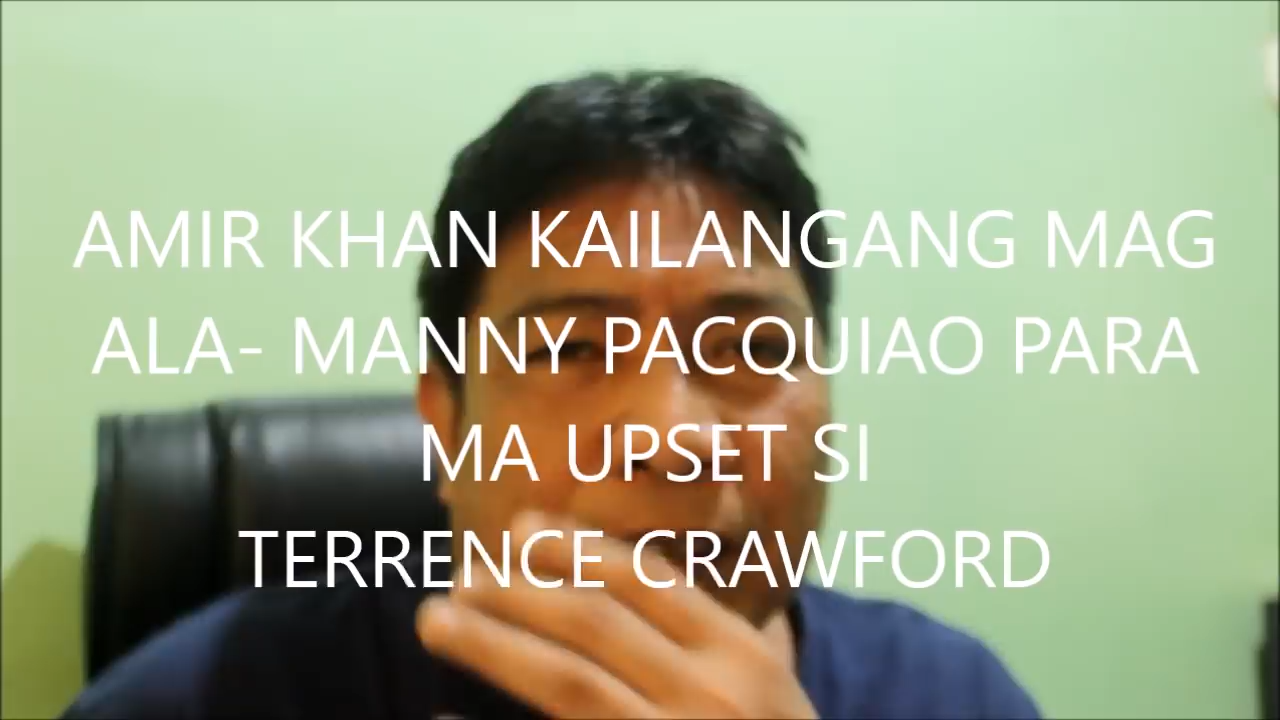 AMIR KHAN KAILANGANG MAG
ALA- MANNY PACQUIAO PARA
MA UPSET SI
TERRENCE CRAWFORD